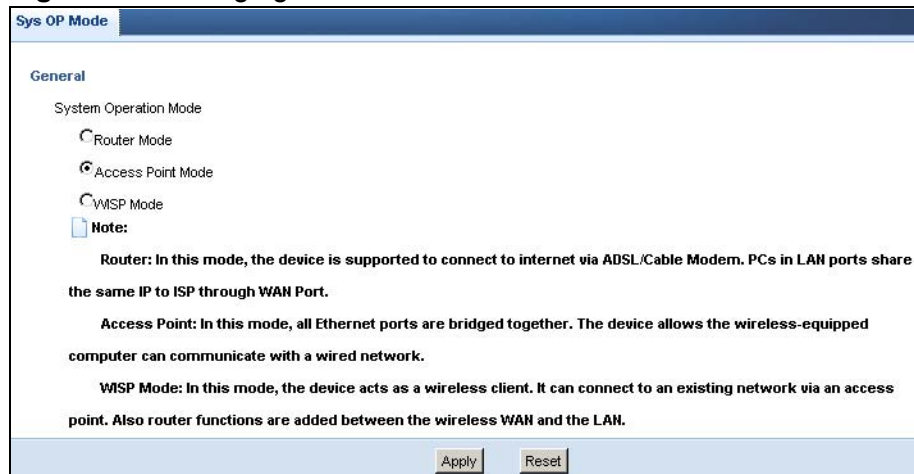 Sys OP Mode
General
System Operation Mode
Router Mode
Access Point Mode
WISP Mode
Note:
Router: In this mode, the device is supported to connect to internet via ADSL/Cable Modem. PCs in LAN ports share
the same IP to ISP through WAN Port.
Access Point: In this mode, all Ethernet ports are bridged together. The device allows the wireless-equipped
computer can communicate with a wired network.
WISP Mode: In this mode, the device acts as a wireless client. It can connect to an existing network via an access
point. Also router functions are added between the wireless WAN and the LAN.
Apply Reset